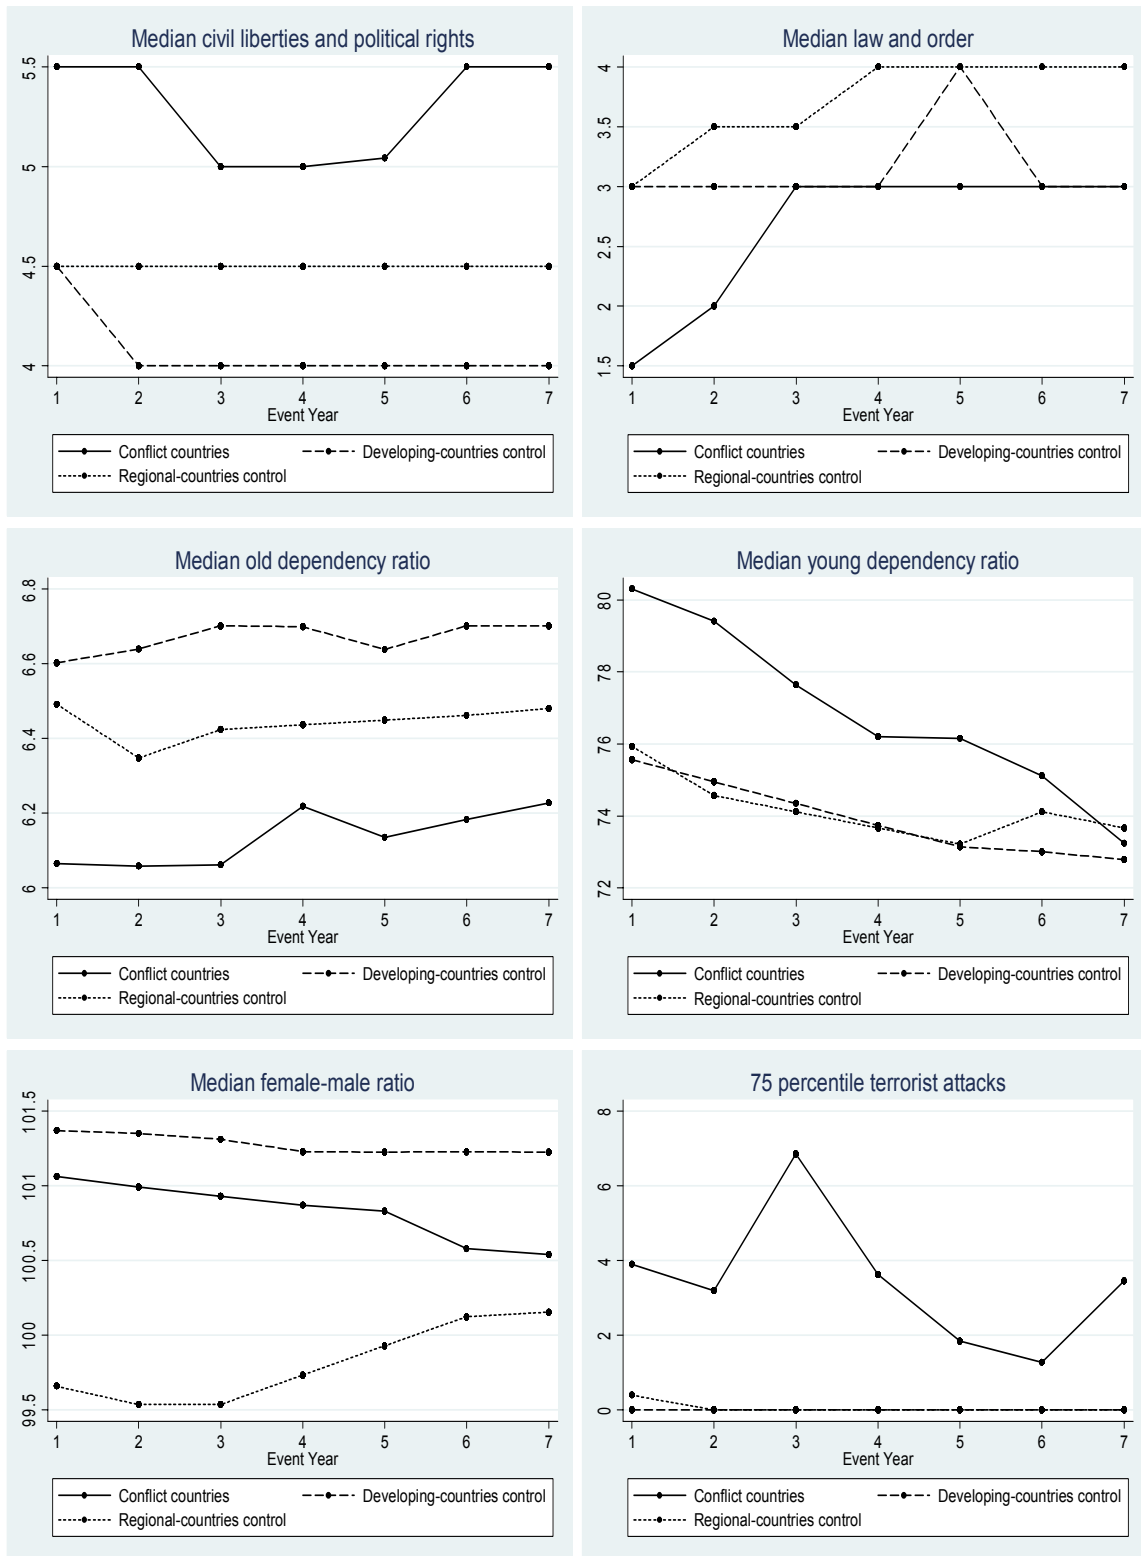 Median civil liberties and political rights
5.5
5
4.5
4
1 2 3 4 5 6 7
Event Year
Conflict countries Developing-countries control
Regional-countries control
Median law and order
4
3.5
3
2.5
2
1.5
1 2 3 4 5 6 7
Event Year
Conflict countries Developing-countries control
Regional-countries control
Median old dependency ratio
6.8
6.6
6.4
6.2
6
1 2 3 4 5 6 7
Event Year
Conflict countries Developing-countries control
Regional-countries control
Median young dependency ratio
80
78
76
74
72
1 2 3 4 5 6 7
Event Year
Conflict countries Developing-countries control
Regional-countries control
Median female-male ratio
101.5
101
100.5
100
99.5
1 2 3 4 5 6 7
Event Year
Conflict countries Developing-countries control
Regional-countries control
75 percentile terrorist attacks
8
6
4
2
0
1 2 3 4 5 6 7
Event Year
Conflict countries Developing-countries control
Regional-countries control